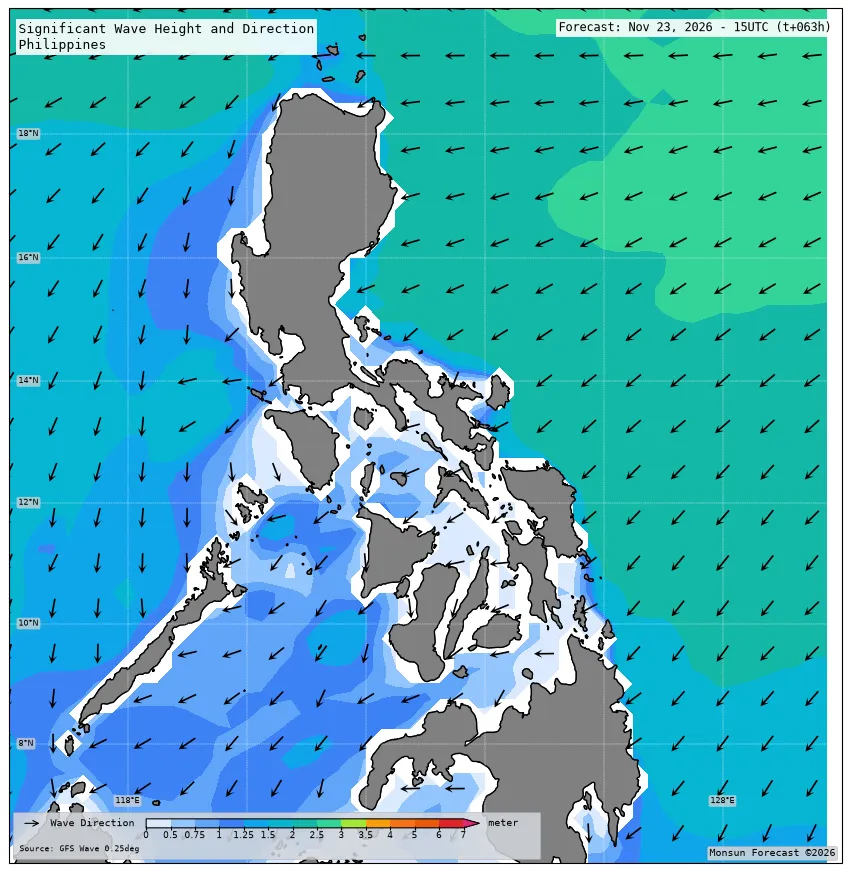 Significant Wave Height and Direction
Philippines
Forecast: Nov 23, 2026 - 15UTC (t+063h)
18°N
16°N
14°N
12°N
10°N
8°N
118°E
128°E
Wave Direction
0 0.5 0.75 1 1.25 1.5 2 2.5 3 3.5 4 5 6 7
meter
Source: GFS Wave 0.25deg
Monsun Forecast ©2026